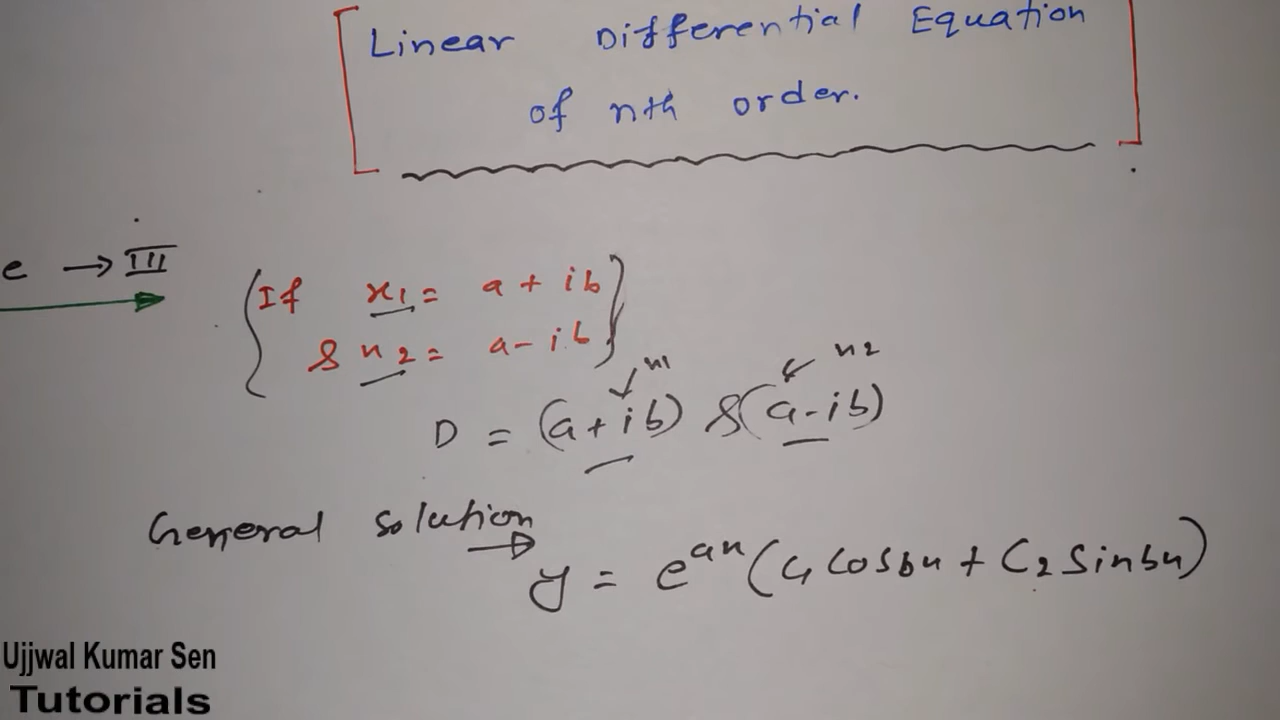 Linear Differential Equation
of nth order.
e → III
If x1 = a + ib
& x2 = a - ib
x1
x2
D = (a + ib) & (a - ib)
General solution
y = e^ax (C1 cosbx + C2 sinbx)
Ujjwal Kumar Sen
Tutorials